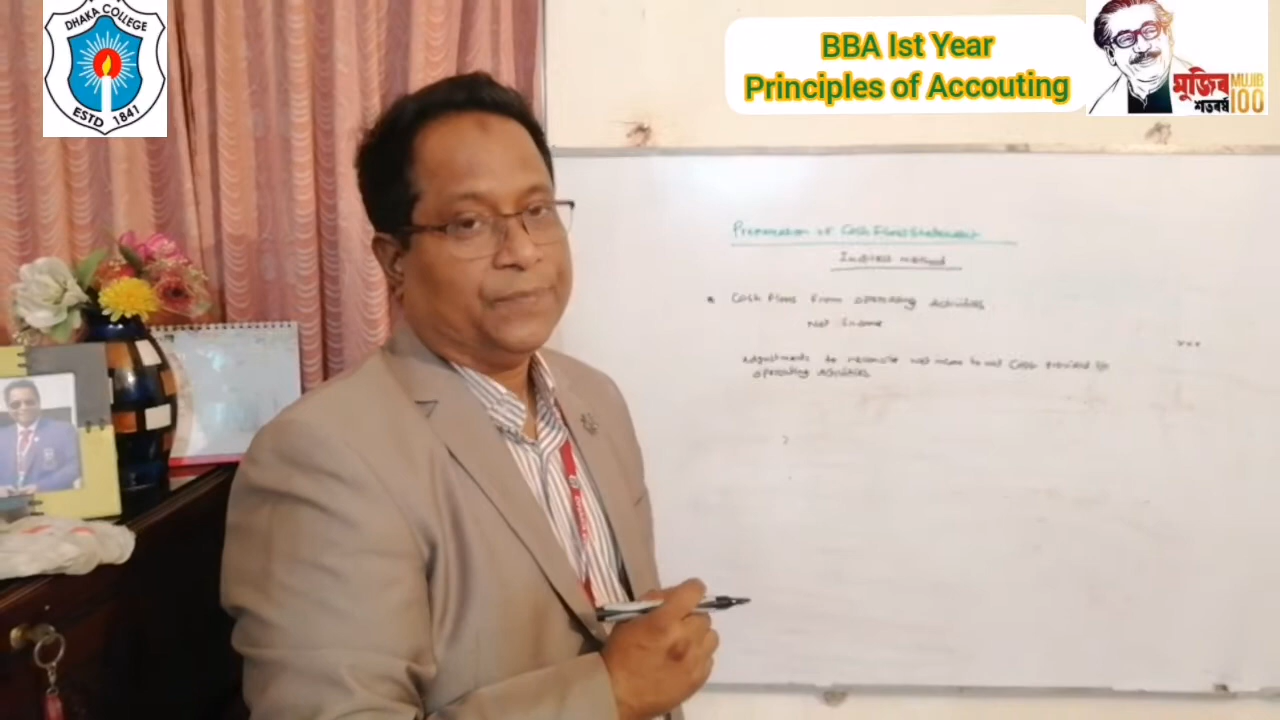 DHAKA COLLEGE
ESTD 1841
BBA Ist Year
Principles of Accouting
মুজিব
শতবর্ষ
MUJIB
100
Preparation of Cash Flow Statement
Indirect method
Cash flows from operating activities
Net income
xxx
Adjustments to reconcile net income to net Cash provided by
operating activities